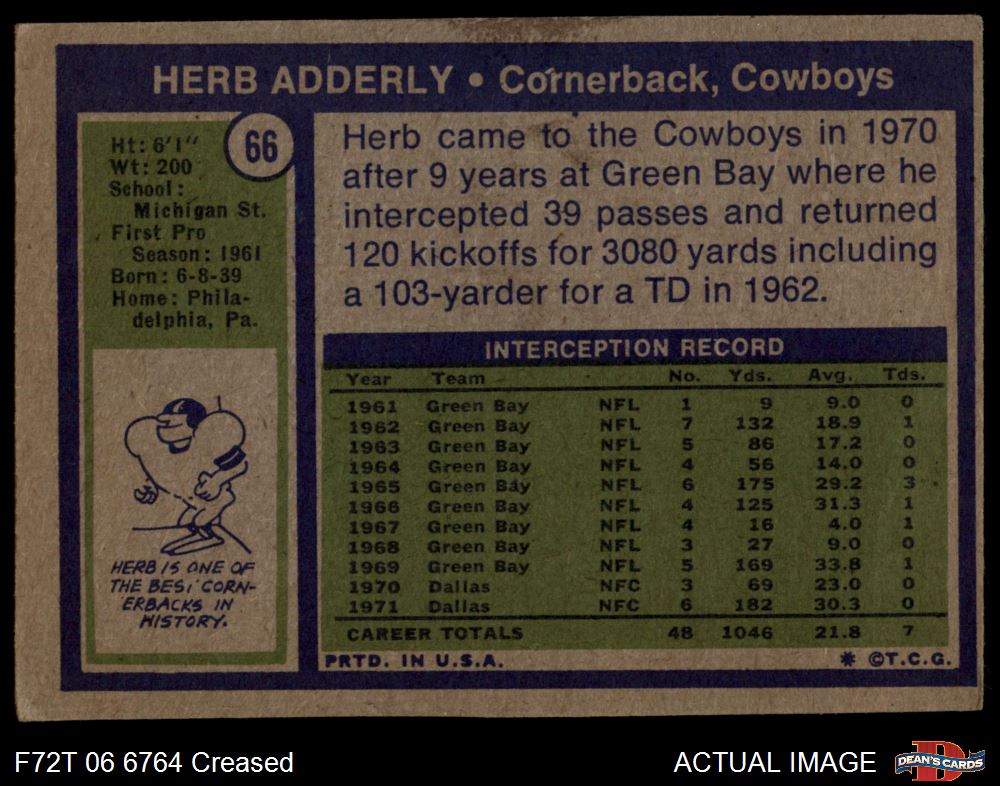 HERB ADDERLY • Cornerback, Cowboys
66
Ht: 6'1"
Wt: 200
School:
Michigan St.
First Pro
Season: 1961
Born: 6-8-39
Home: Phila-
delphia, Pa.
HERB IS ONE OF
THE BEST CORN-
ERBACKS IN
HISTORY.
Herb came to the Cowboys in 1970
after 9 years at Green Bay where he
intercepted 39 passes and returned
120 kickoffs for 3080 yards including
a 103-yarder for a TD in 1962.
INTERCEPTION RECORD
Year Team No. Yds. Avg. Tds.
1961 Green Bay NFL 1 9 9.0 0
1962 Green Bay NFL 7 132 18.9 1
1963 Green Bay NFL 5 86 17.2 0
1964 Green Bay NFL 4 56 14.0 0
1965 Green Bay NFL 6 175 29.2 3
1966 Green Bay NFL 4 125 31.3 1
1967 Green Bay NFL 4 16 4.0 1
1968 Green Bay NFL 3 27 9.0 0
1969 Green Bay NFL 5 169 33.8 1
1970 Dallas NFC 3 69 23.0 0
1971 Dallas NFC 6 182 30.3 0
CAREER TOTALS 48 1046 21.8 7
PRTD. IN U.S.A. * ©T.C.G.
F72T 06 6764 Creased
ACTUAL IMAGE
DEAN'S CARDS